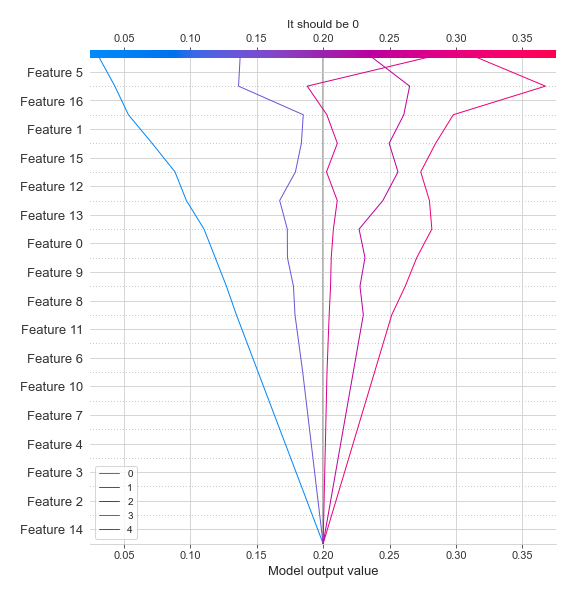 It should be 0
0.05 0.10 0.15 0.20 0.25 0.30 0.35
Feature 5
Feature 16
Feature 1
Feature 15
Feature 12
Feature 13
Feature 0
Feature 9
Feature 8
Feature 11
Feature 6
Feature 10
Feature 7
Feature 4
Feature 3
Feature 2
Feature 14
0
1
2
3
4
0.05 0.10 0.15 0.20 0.25 0.30 0.35
Model output value